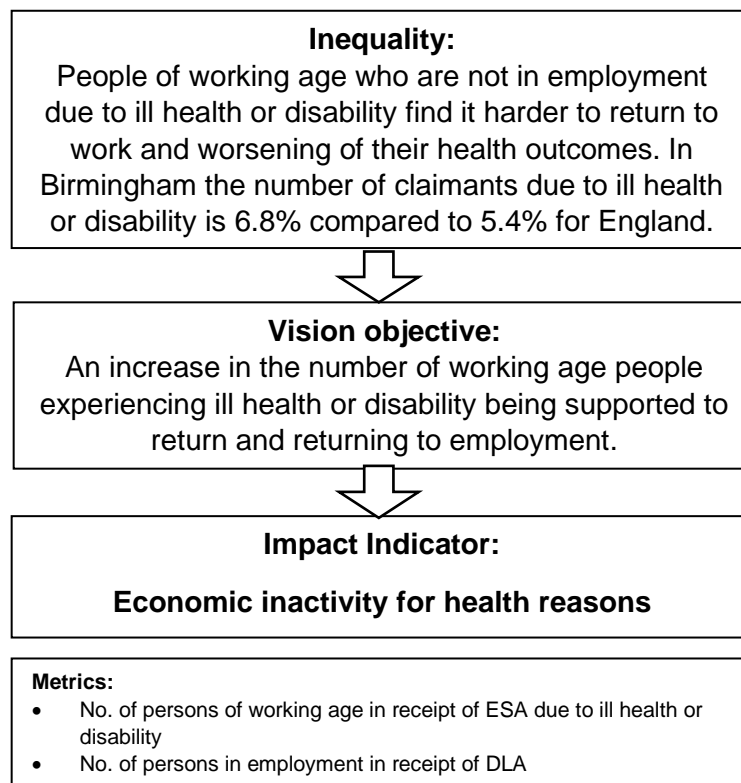 Inequality:
People of working age who are not in employment
due to ill health or disability find it harder to return to
work and worsening of their health outcomes. In
Birmingham the number of claimants due to ill health
or disability is 6.8% compared to 5.4% for England.
Vision objective:
An increase in the number of working age people
experiencing ill health or disability being supported to
return and returning to employment.
Impact Indicator:
Economic inactivity for health reasons
Metrics:
• No. of persons of working age in receipt of ESA due to ill health or
disability
• No. of persons in employment in receipt of DLA